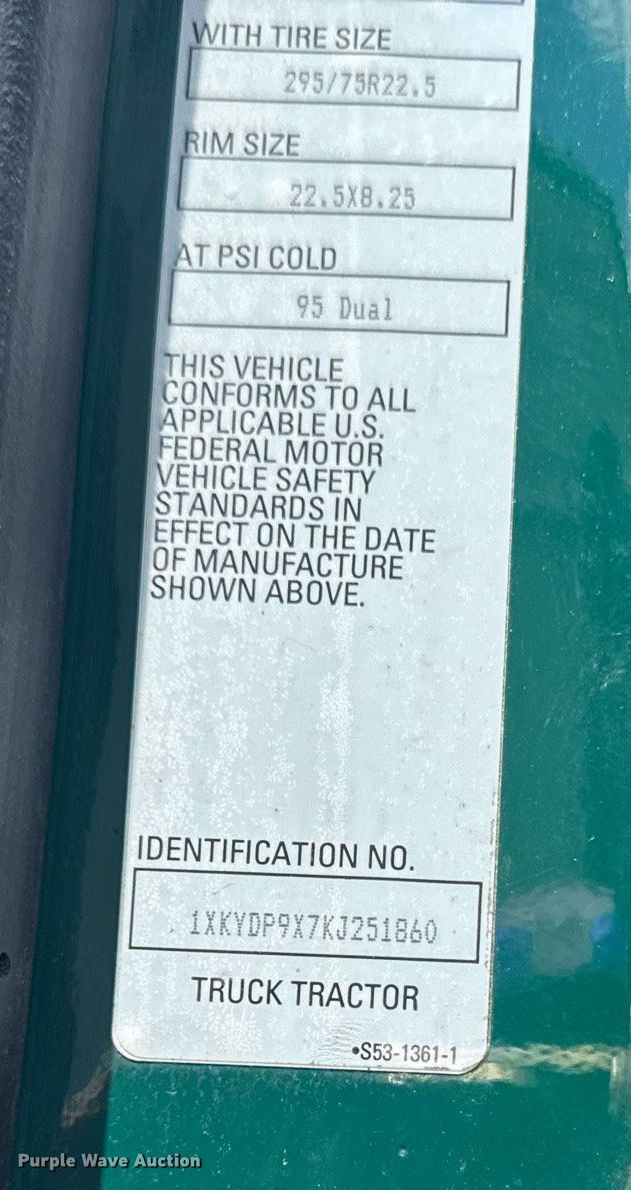 WITH TIRE SIZE
295/75R22.5
RIM SIZE
22.5X8.25
AT PSI COLD
95 Dual
THIS VEHICLE
CONFORMS TO ALL
APPLICABLE U.S.
FEDERAL MOTOR
VEHICLE SAFETY
STANDARDS IN
EFFECT ON THE DATE
OF MANUFACTURE
SHOWN ABOVE.
IDENTIFICATION NO.
1XKYDP9X7KJ251860
TRUCK TRACTOR
•S53-1361-1
Purple Wave Auction